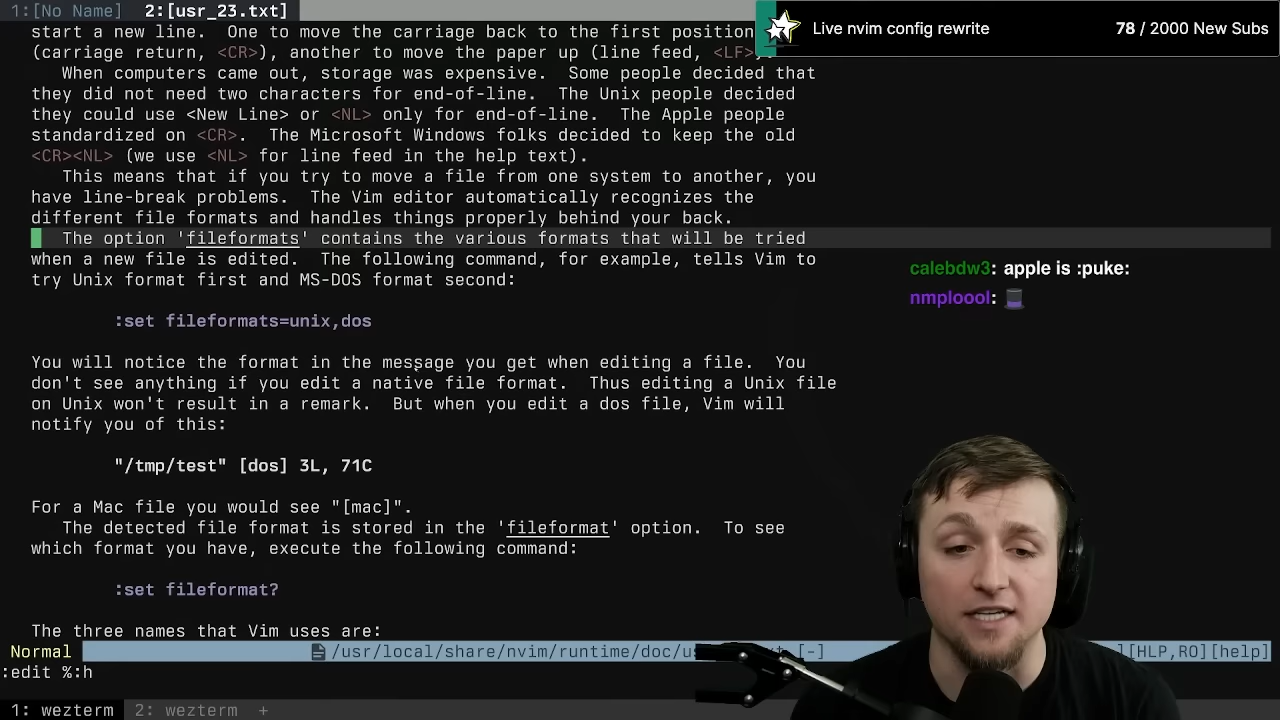 1:[No Name]  2:[usr_23.txt]
Live nvim config rewrite
78 / 2000 New Subs
start a new line.  One to move the carriage back to the first position
(carriage return, <CR>), another to move the paper up (line feed, <LF>
When computers came out, storage was expensive.  Some people decided that
they did not need two characters for end-of-line.  The Unix people decided
they could use <New Line> or <NL> only for end-of-line.  The Apple people
standardized on <CR>.  The Microsoft Windows folks decided to keep the old
<CR><NL> (we use <NL> for line feed in the help text).
This means that if you try to move a file from one system to another, you
have line-break problems.  The Vim editor automatically recognizes the
different file formats and handles things properly behind your back.
The option 'fileformats' contains the various formats that will be tried
when a new file is edited.  The following command, for example, tells Vim to
try Unix format first and MS-DOS format second:
:set fileformats=unix,dos
You will notice the format in the message you get when editing a file.  You
don't see anything if you edit a native file format.  Thus editing a Unix file
on Unix won't result in a remark.  But when you edit a dos file, Vim will
notify you of this:
"/tmp/test" [dos] 3L, 71C
For a Mac file you would see "[mac]".
The detected file format is stored in the 'fileformat' option.  To see
which format you have, execute the following command:
:set fileformat?
The three names that Vim uses are:
calebdw3: apple is :puke:
nmploool:
Normal
/usr/local/share/nvim/runtime/doc/us
[-]
[HLP,RO][help]
:edit %:h
1: wezterm  2: wezterm  +